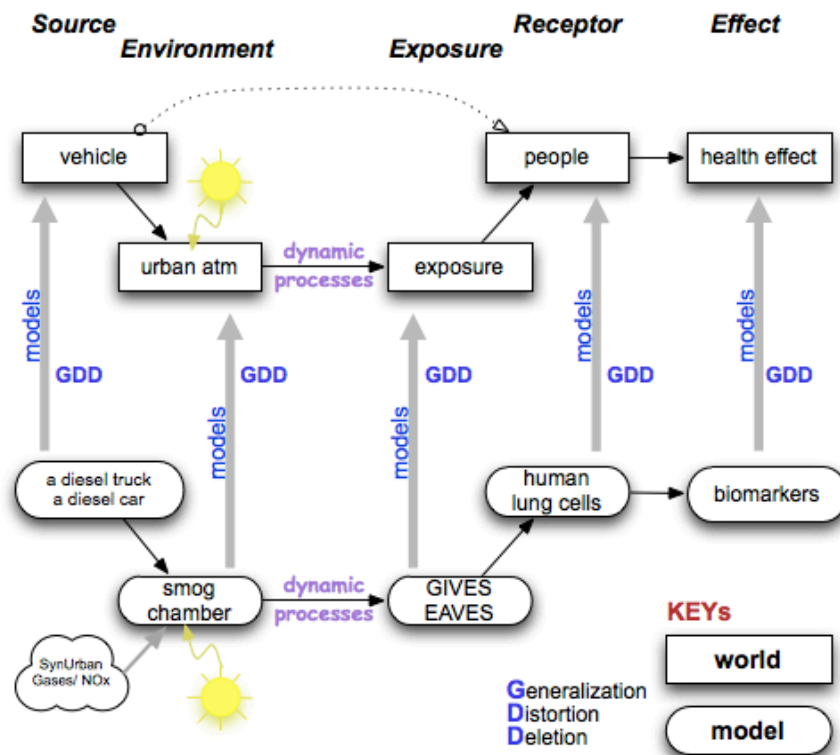 Source
Environment
Exposure
Receptor
Effect
vehicle
people
health effect
urban atm
dynamic
processes
exposure
models
GDD
models
GDD
models
GDD
models
GDD
models
GDD
a diesel truck
a diesel car
human
lung cells
biomarkers
smog
chamber
dynamic
processes
GIVES
EAVES
SynUrban
Gases/ NOx
KEYs
world
model
Generalization
Distortion
Deletion